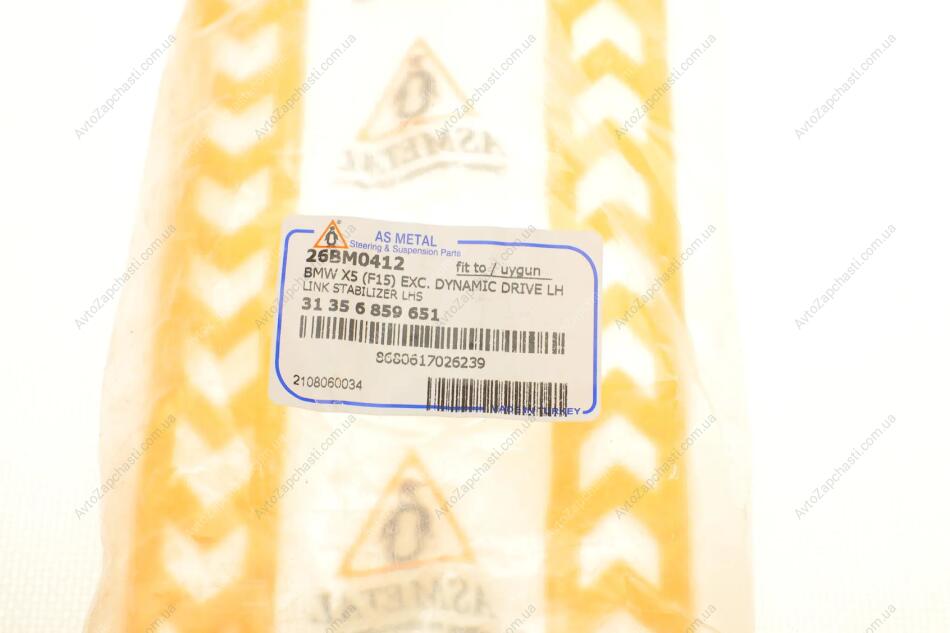 ASMETAL
AS METAL
Steering & Suspension Parts
26BM0412
fit to / uygun
BMW X5 (F15) EXC. DYNAMIC DRIVE LH
LINK STABILIZER LHS
31 35 6 859 651
8680617026239
2108060034
MADE IN TURKEY
ASMETAL
AvtoZapchasti.com.ua